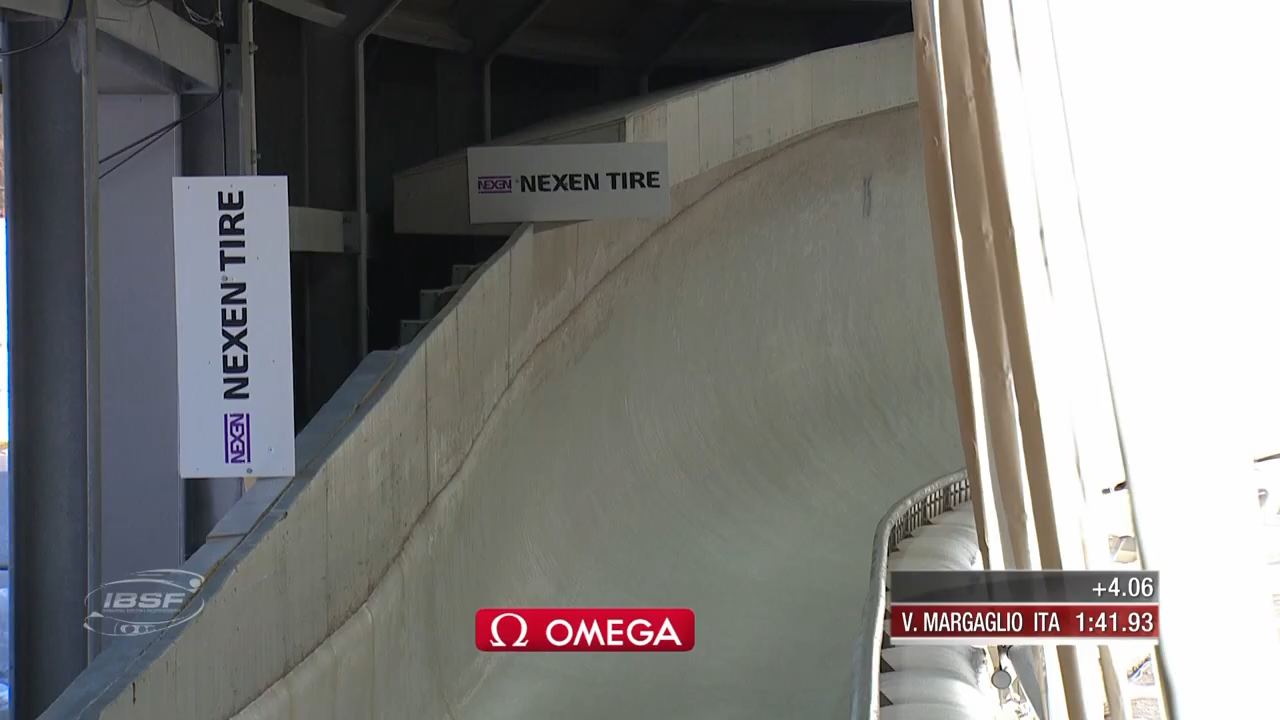 NEXEN NEXEN TIRE
NEXEN NEXEN TIRE
IBSF
Ω OMEGA
+4.06
V. MARGAGLIO ITA 1:41.93